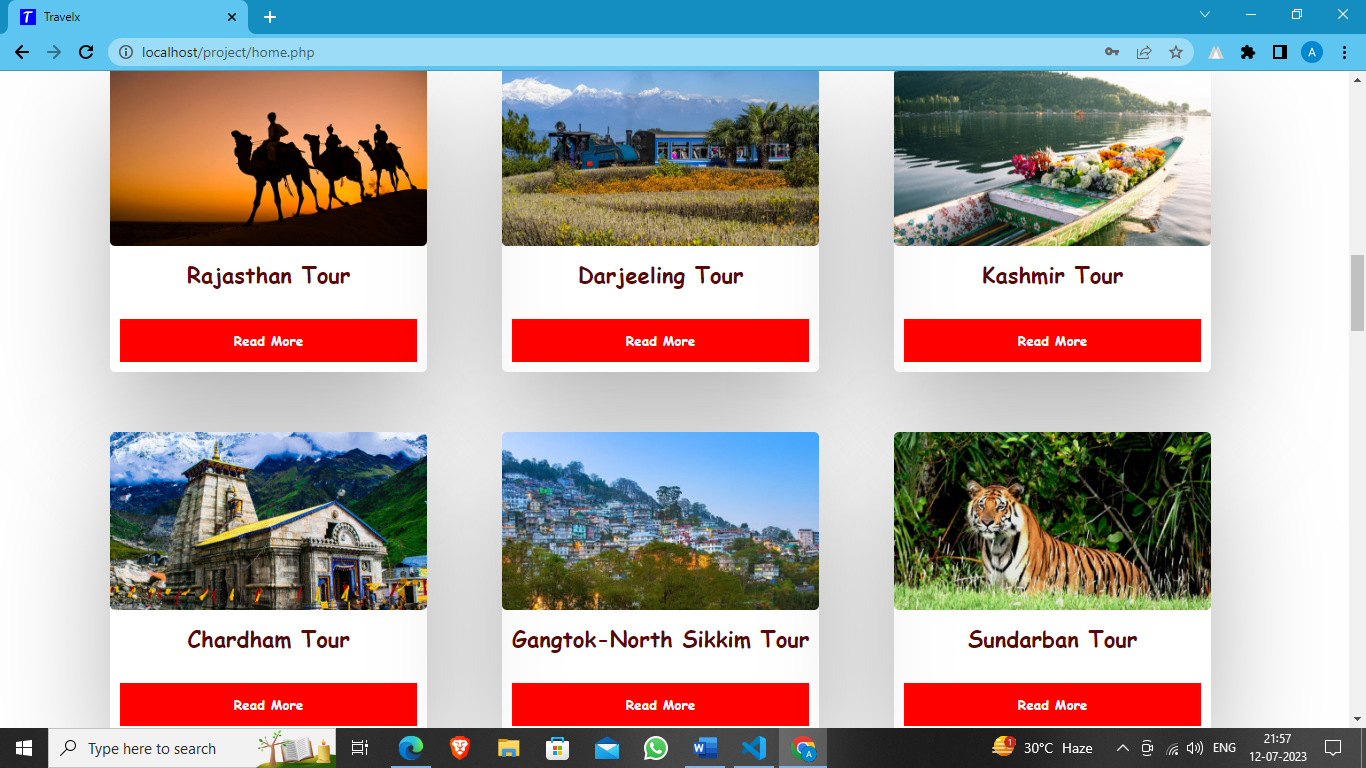 Travelx
localhost/project/home.php
A
Rajasthan Tour
Darjeeling Tour
Kashmir Tour
Read More
Read More
Read More
Chardham Tour
Gangtok-North Sikkim Tour
Sundarban Tour
Read More
Read More
Read More
Type here to search
1
30°C Haze
ENG
21:57
12-07-2023